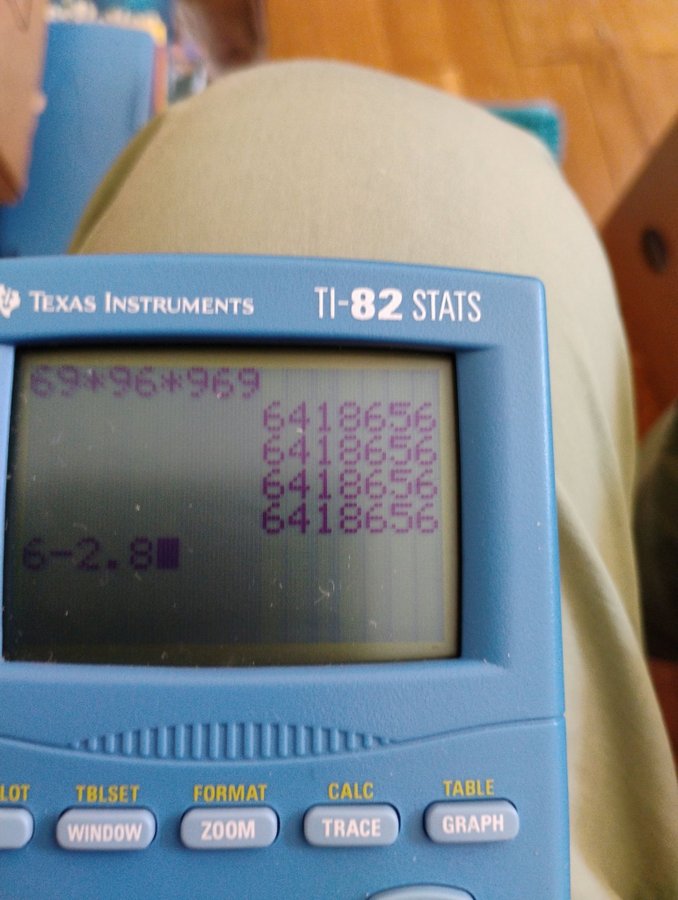 TEXAS INSTRUMENTS
TI-82 STATS
69*96*969
6418656
6418656
6418656
6418656
6-2.8
LOT
TBLSET
FORMAT
CALC
TABLE
WINDOW
ZOOM
TRACE
GRAPH